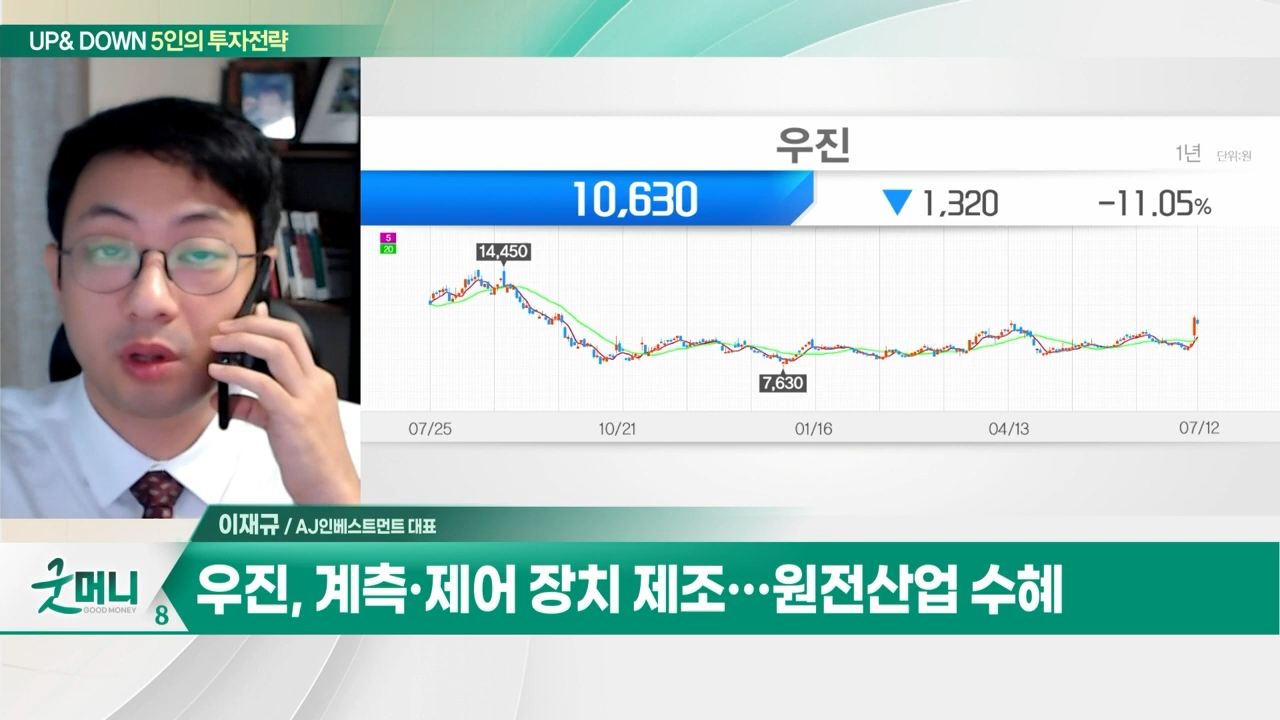 UP& DOWN 5인의 투자전략
우진
1년 단위:원
10,630 ▼ 1,320 -11.05%
5
20
14,450
7,630
07/25 10/21 01/16 04/13 07/12
이재규 / AJ인베스트먼트 대표
굿머니
GOOD MONEY
8
우진, 계측·제어 장치 제조…원전산업 수혜